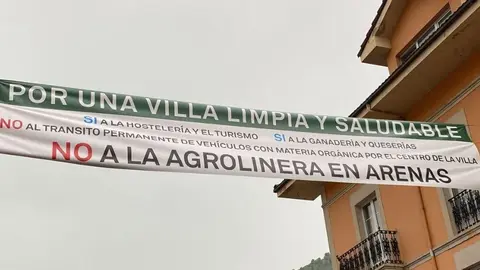 POR UNA VILLA LIMPIA Y SALUDABLE
SI A LA HOSTELERÍA Y EL TURISMO SI A LA GANADERÍA Y QUESERÍAS
NO AL TRANSITO PERMANENTE DE VEHÍCULOS CON MATERIA ORGÁNICA POR EL CENTRO DE LA VILLA
NO A LA AGROLINERA EN ARENAS